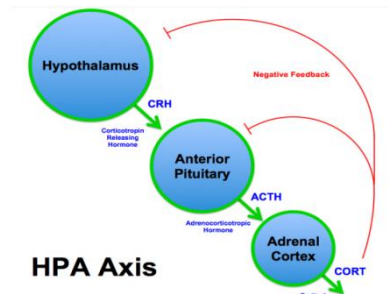 Hypothalamus
Negative Feedback
CRH
Corticotropin
Releasing
Hormone
Anterior
Pituitary
ACTH
Adrenocorticotropic
Hormone
Adrenal
Cortex
HPA Axis
CORT